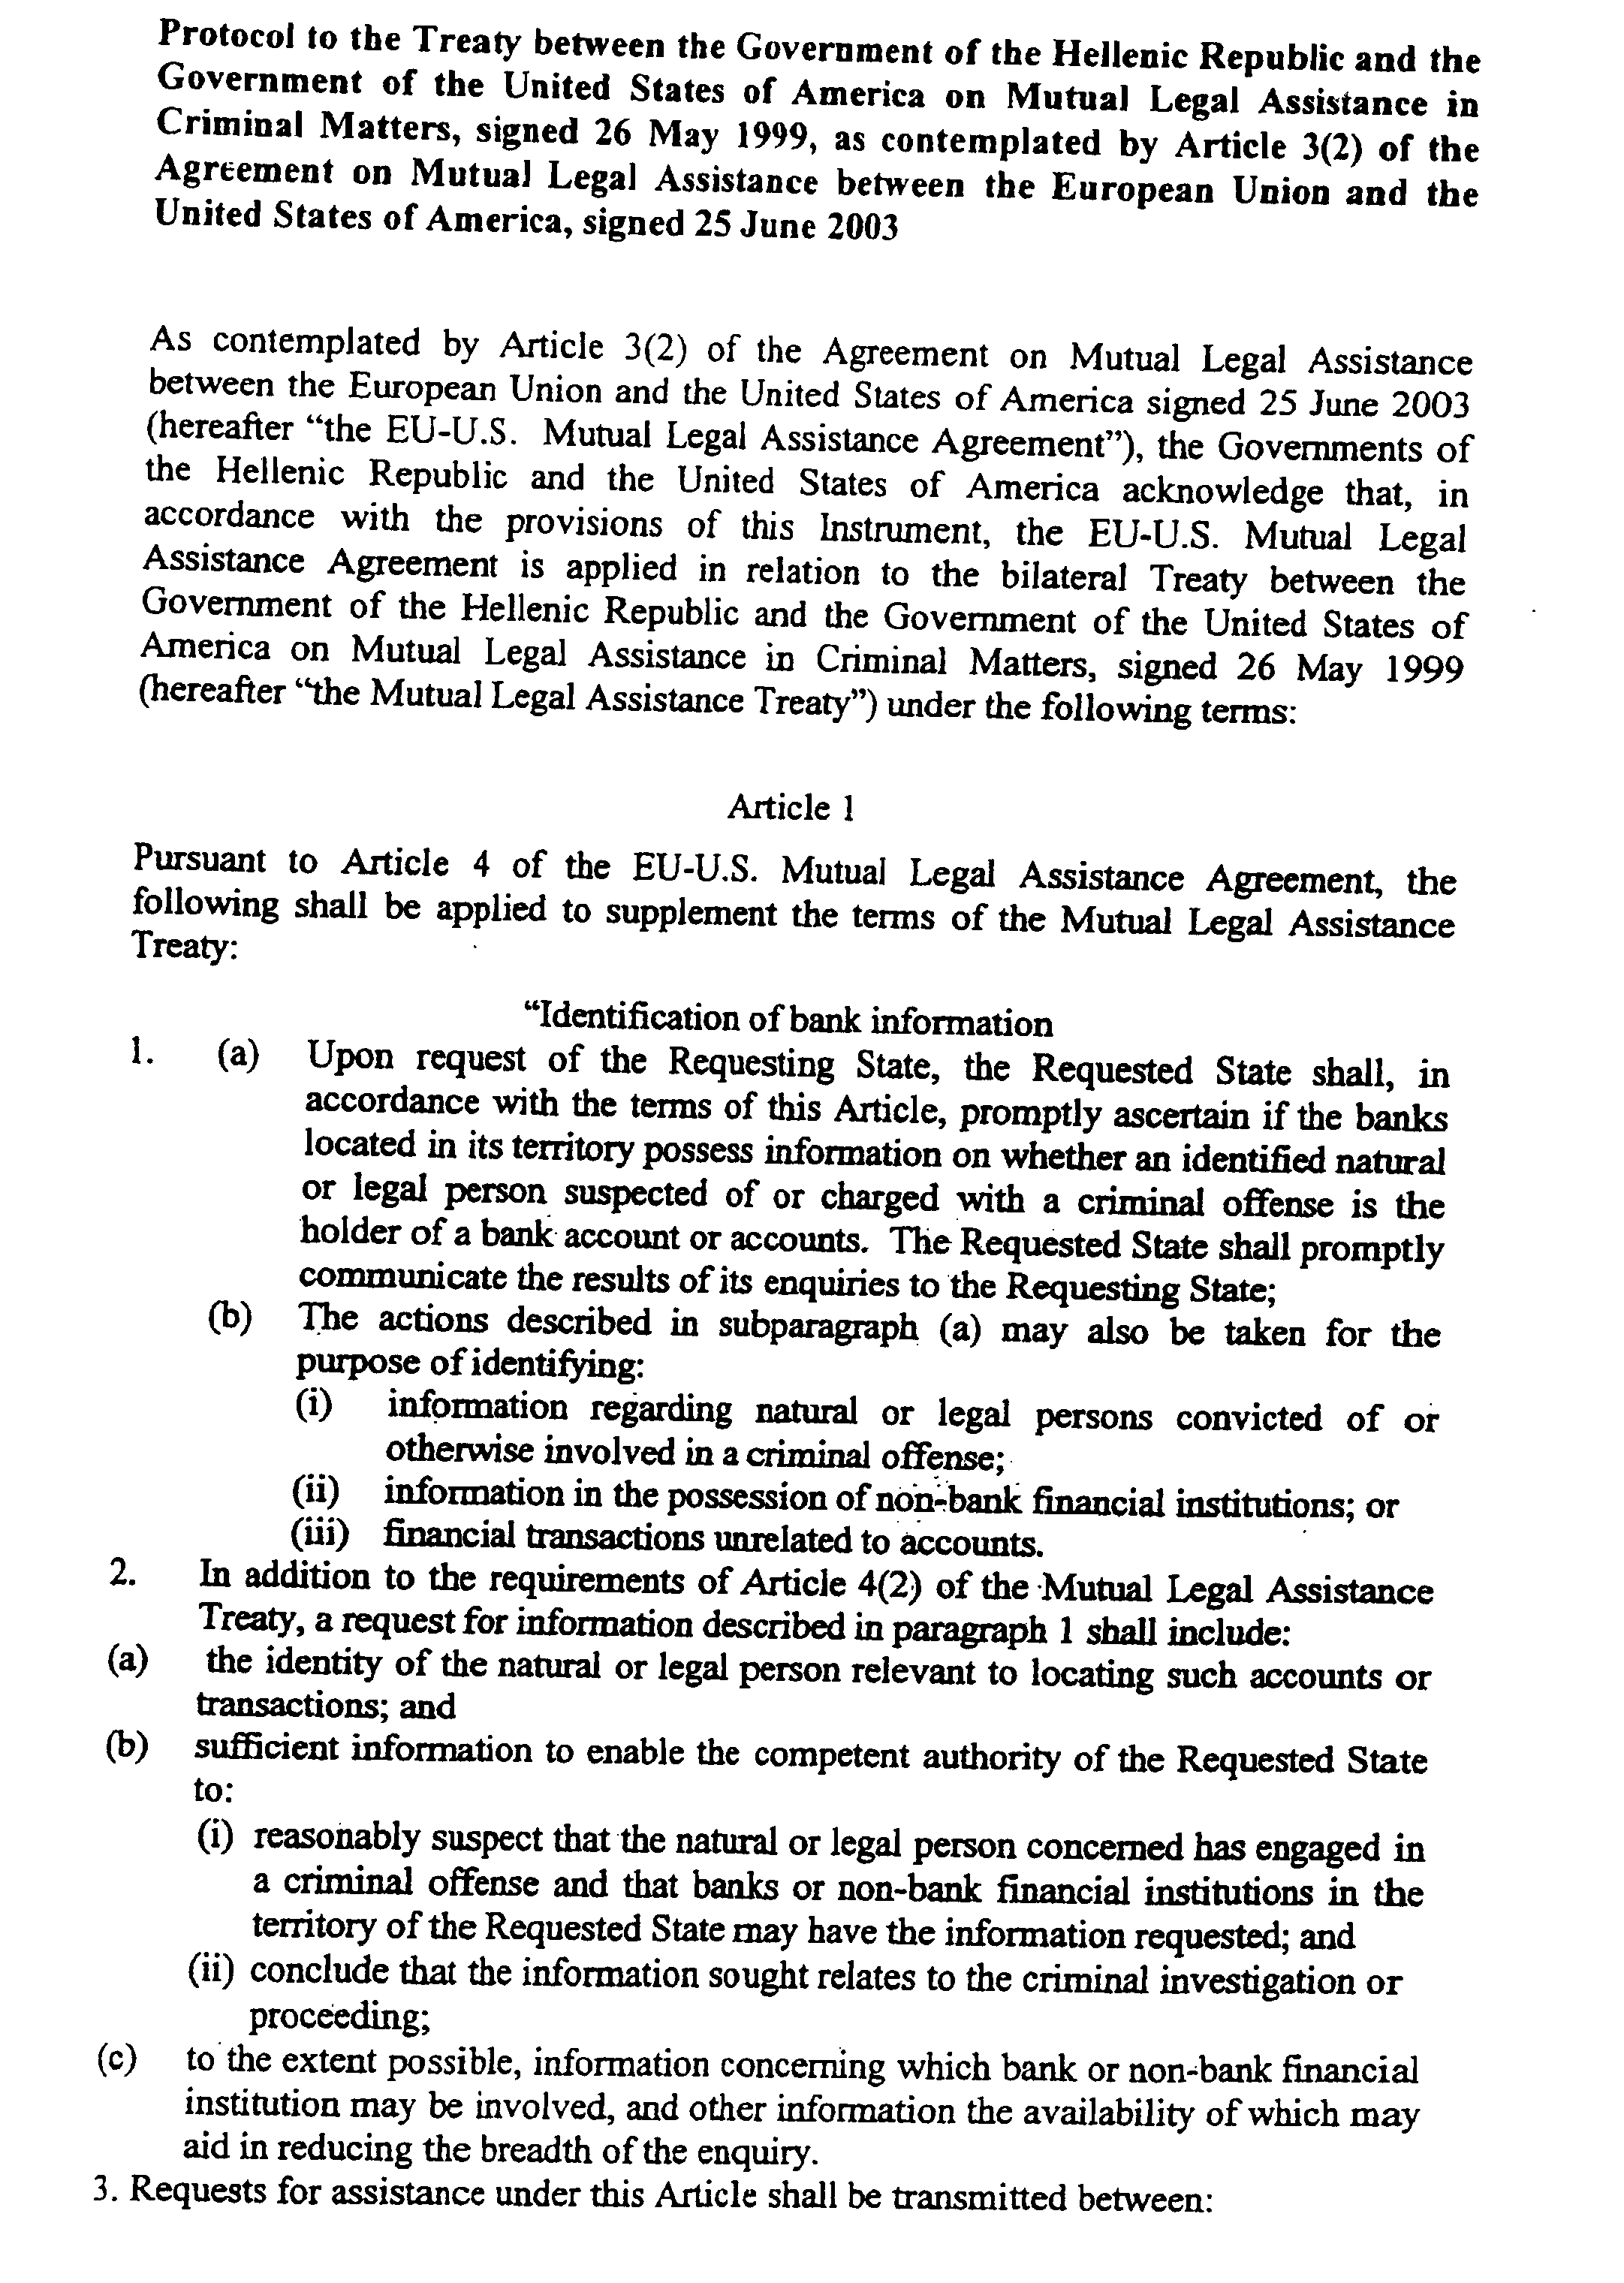 Protocol to the Treaty between the Government of the Hellenic Republic and the
Government of the United States of America on Mutual Legal Assistance in
Criminal Matters, signed 26 May 1999, as contemplated by Article 3(2) of the
Agreement on Mutual Legal Assistance between the European Union and the
United States of America, signed 25 June 2003
As contemplated by Article 3(2) of the Agreement on Mutual Legal Assistance
between the European Union and the United States of America signed 25 June 2003
(hereafter “the EU-U.S. Mutual Legal Assistance Agreement”), the Governments of
the Hellenic Republic and the United States of America acknowledge that, in
accordance with the provisions of this Instrument, the EU-U.S. Mutual Legal
Assistance Agreement is applied in relation to the bilateral Treaty between the
Government of the Hellenic Republic and the Government of the United States of
America on Mutual Legal Assistance in Criminal Matters, signed 26 May 1999
(hereafter “the Mutual Legal Assistance Treaty”) under the following terms:
Article 1
Pursuant to Article 4 of the EU-U.S. Mutual Legal Assistance Agreement, the
following shall be applied to supplement the terms of the Mutual Legal Assistance
Treaty:
“Identification of bank information
1. (a) Upon request of the Requesting State, the Requested State shall, in
accordance with the terms of this Article, promptly ascertain if the banks
located in its territory possess information on whether an identified natural
or legal person suspected of or charged with a criminal offense is the
holder of a bank account or accounts. The Requested State shall promptly
communicate the results of its enquiries to the Requesting State;
(b) The actions described in subparagraph (a) may also be taken for the
purpose of identifying:
(i) information regarding natural or legal persons convicted of or
otherwise involved in a criminal offense;
(ii) information in the possession of non-bank financial institutions; or
(iii) financial transactions unrelated to accounts.
2. In addition to the requirements of Article 4(2) of the Mutual Legal Assistance
Treaty, a request for information described in paragraph 1 shall include:
(a) the identity of the natural or legal person relevant to locating such accounts or
transactions; and
(b) sufficient information to enable the competent authority of the Requested State
to:
(i) reasonably suspect that the natural or legal person concerned has engaged in
a criminal offense and that banks or non-bank financial institutions in the
territory of the Requested State may have the information requested; and
(ii) conclude that the information sought relates to the criminal investigation or
proceeding;
(c) to the extent possible, information concerning which bank or non-bank financial
institution may be involved, and other information the availability of which may
aid in reducing the breadth of the enquiry.
3. Requests for assistance under this Article shall be transmitted between: